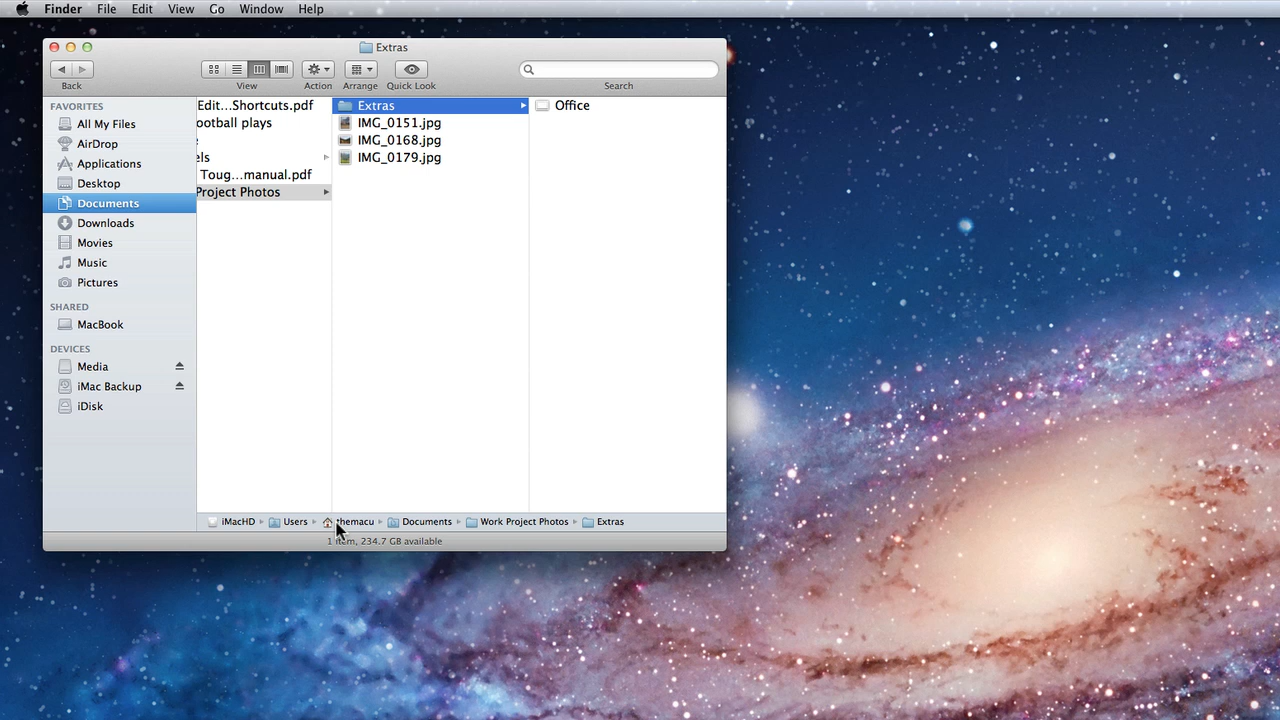 Finder File Edit View Go Window Help
Extras
Back View Action Arrange Quick Look Search
FAVORITES
All My Files
AirDrop
Applications
Desktop
Documents
Downloads
Movies
Music
Pictures
SHARED
MacBook
DEVICES
Media
iMac Backup
iDisk
Edit...Shortcuts.pdf
ootball plays
els
Toug...manual.pdf
Project Photos
Extras
IMG_0151.jpg
IMG_0168.jpg
IMG_0179.jpg
Office
iMacHD Users themacu Documents Work Project Photos Extras
1 item, 234.7 GB available